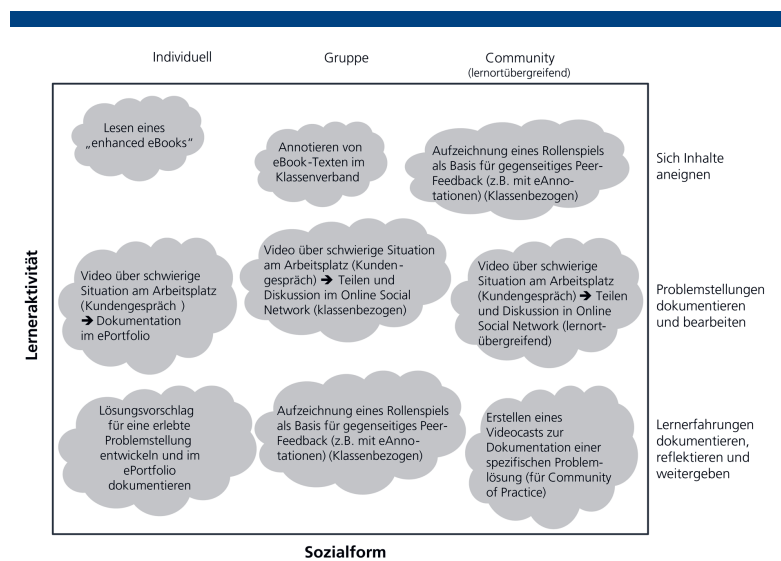 Individuell
Gruppe
Community
(lernortübergreifend)
Lesen eines
„enhanced eBooks“
Annotieren von
eBook-Texten im
Klassenverband
Aufzeichnung eines Rollenspiels
als Basis für gegenseitiges Peer-
Feedback (z.B. mit eAnno-
tationen) (Klassenbezogen)
Sich Inhalte
aneignen
Lerneraktivität
Video über schwierige
Situation am Arbeitsplatz
(Kundengespräch )
➔ Dokumentation
im ePortfolio
Video über schwierige Situation
am Arbeitsplatz (Kunden-
gespräch) ➔ Teilen und
Diskussion im Online Social
Network (klassenbezogen)
Video über schwierige
Situation am Arbeitsplatz
(Kundengespräch) ➔ Teilen
und Diskussion in Online
Social Network (lernort-
übergreifend)
Problemstellungen
dokumentieren
und bearbeiten
Lösungsvorschlag
für eine erlebte
Problemstellung
entwickeln und im
ePortfolio
dokumentieren
Aufzeichnung eines Rollenspiels
als Basis für gegenseitiges Peer-
Feedback (z.B. mit eAnno-
tationen) (Klassenbezogen)
Erstellen eines
Videocasts zur
Dokumentation einer
spezifischen Problem-
lösung (für Community
of Practice)
Lernerfahrungen
dokumentieren,
reflektieren und
weitergeben
Sozialform